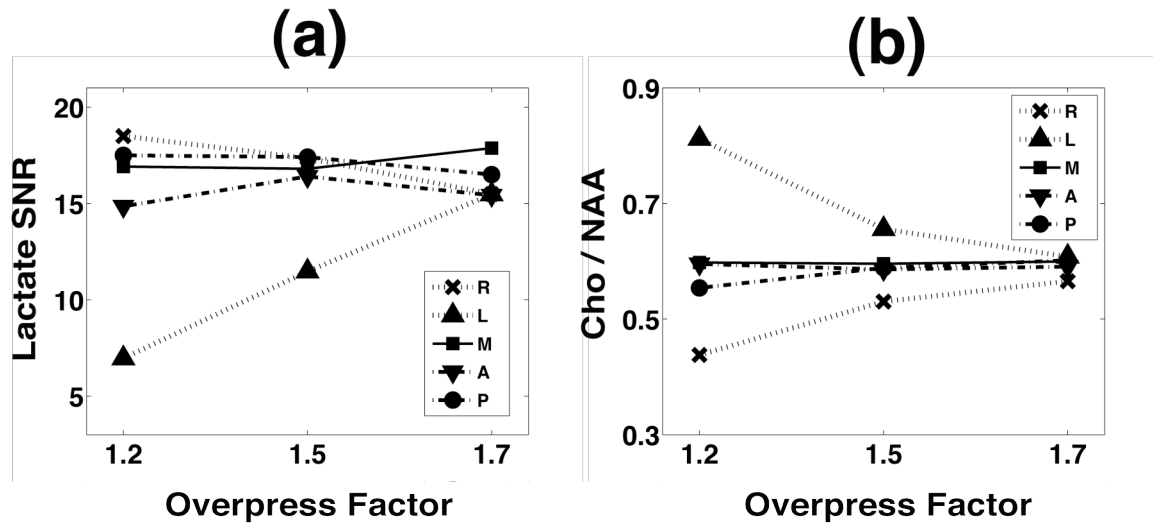 (a)
Lactate SNR
20
15
10
5
R
L
M
A
P
1.2
1.5
1.7
Overpress Factor
(b)
Cho / NAA
0.9
0.7
0.5
0.3
R
L
M
A
P
1.2
1.5
1.7
Overpress Factor